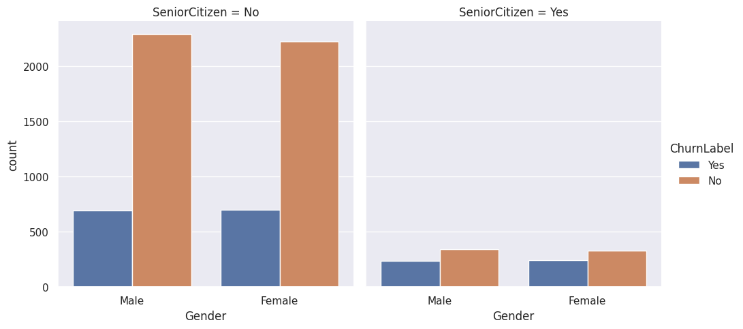 SeniorCitizen = No
SeniorCitizen = Yes
2000
1500
1000
500
0
count
Male
Female
Gender
Male
Female
Gender
ChurnLabel
Yes
No